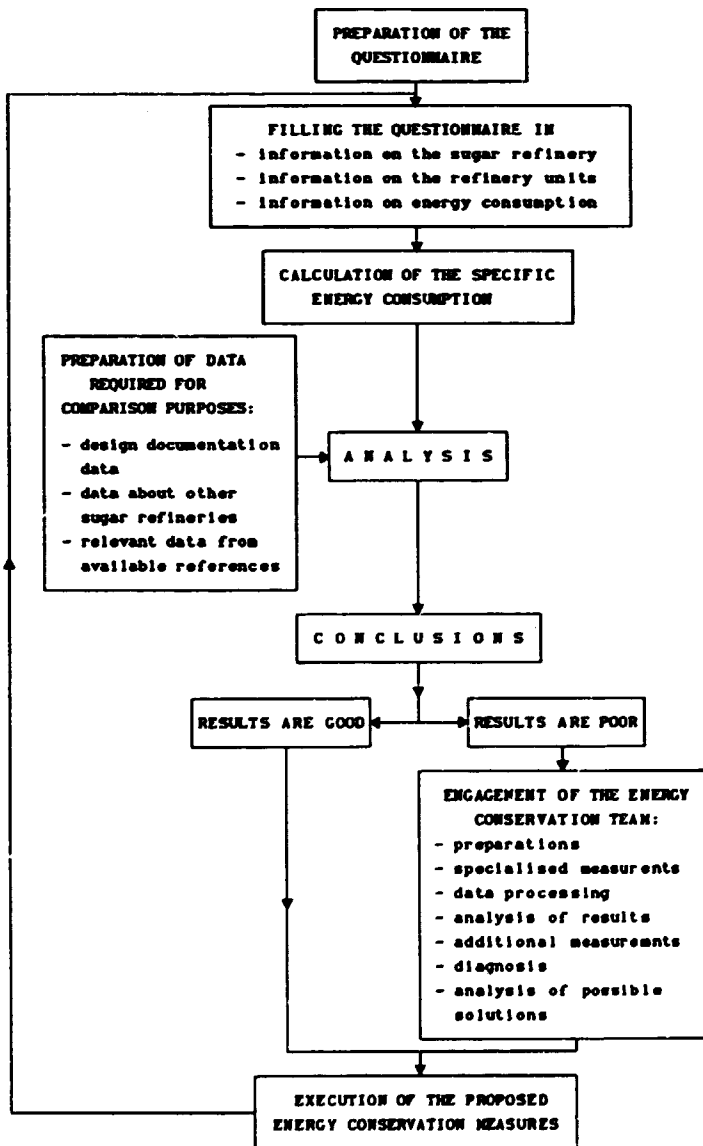 PREPARATION OF THE
QUESTIONNAIRE
FILLING THE QUESTIONNAIRE IN
- information on the sugar refinery
- information on the refinery units
- information on energy consumption
CALCULATION OF THE SPECIFIC
ENERGY CONSUMPTION
PREPARATION OF DATA
REQUIRED FOR
COMPARISON PURPOSES:
- design documentation
data
- data about other
sugar refineries
- relevant data from
available references
A N A L Y S I S
C O N C L U S I O N S
RESULTS ARE GOOD
RESULTS ARE POOR
ENGAGEMENT OF THE ENERGY
CONSERVATION TEAM:
- preparations
- specialised measurents
- data processing
- analysis of results
- additional measuremnts
- diagnosis
- analysis of possible
solutions
EXECUTION OF THE PROPOSED
ENERGY CONSERVATION MEASURES